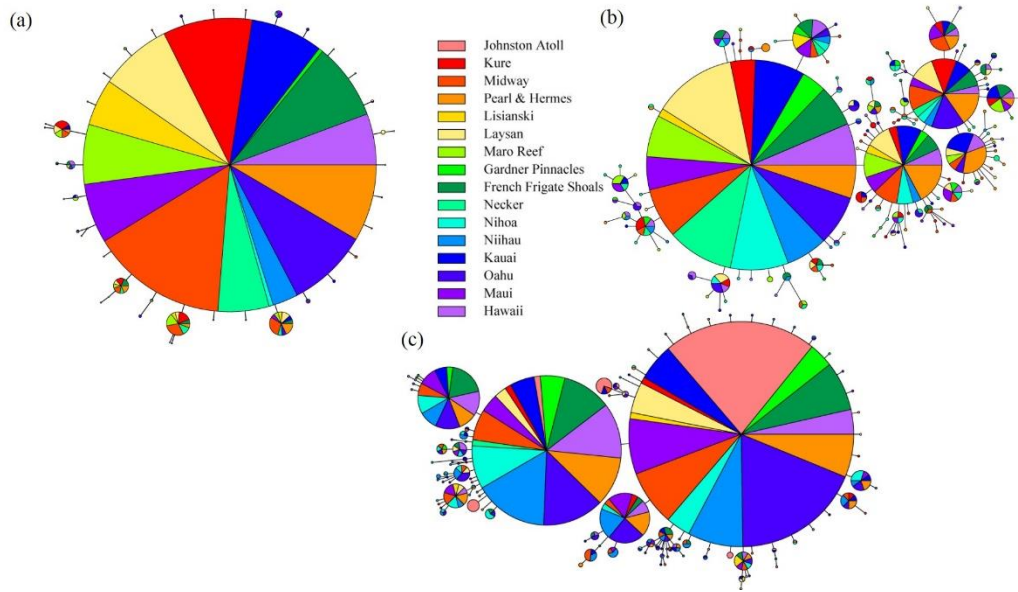 (a)
(b)
Johnston Atoll
Kure
Midway
Pearl & Hermes
Lisianski
Laysan
Maro Reef
Gardner Pinnacles
French Frigate Shoals
Necker
Nihoa
Niihau
Kauai
Oahu
Maui
Hawaii
(c)